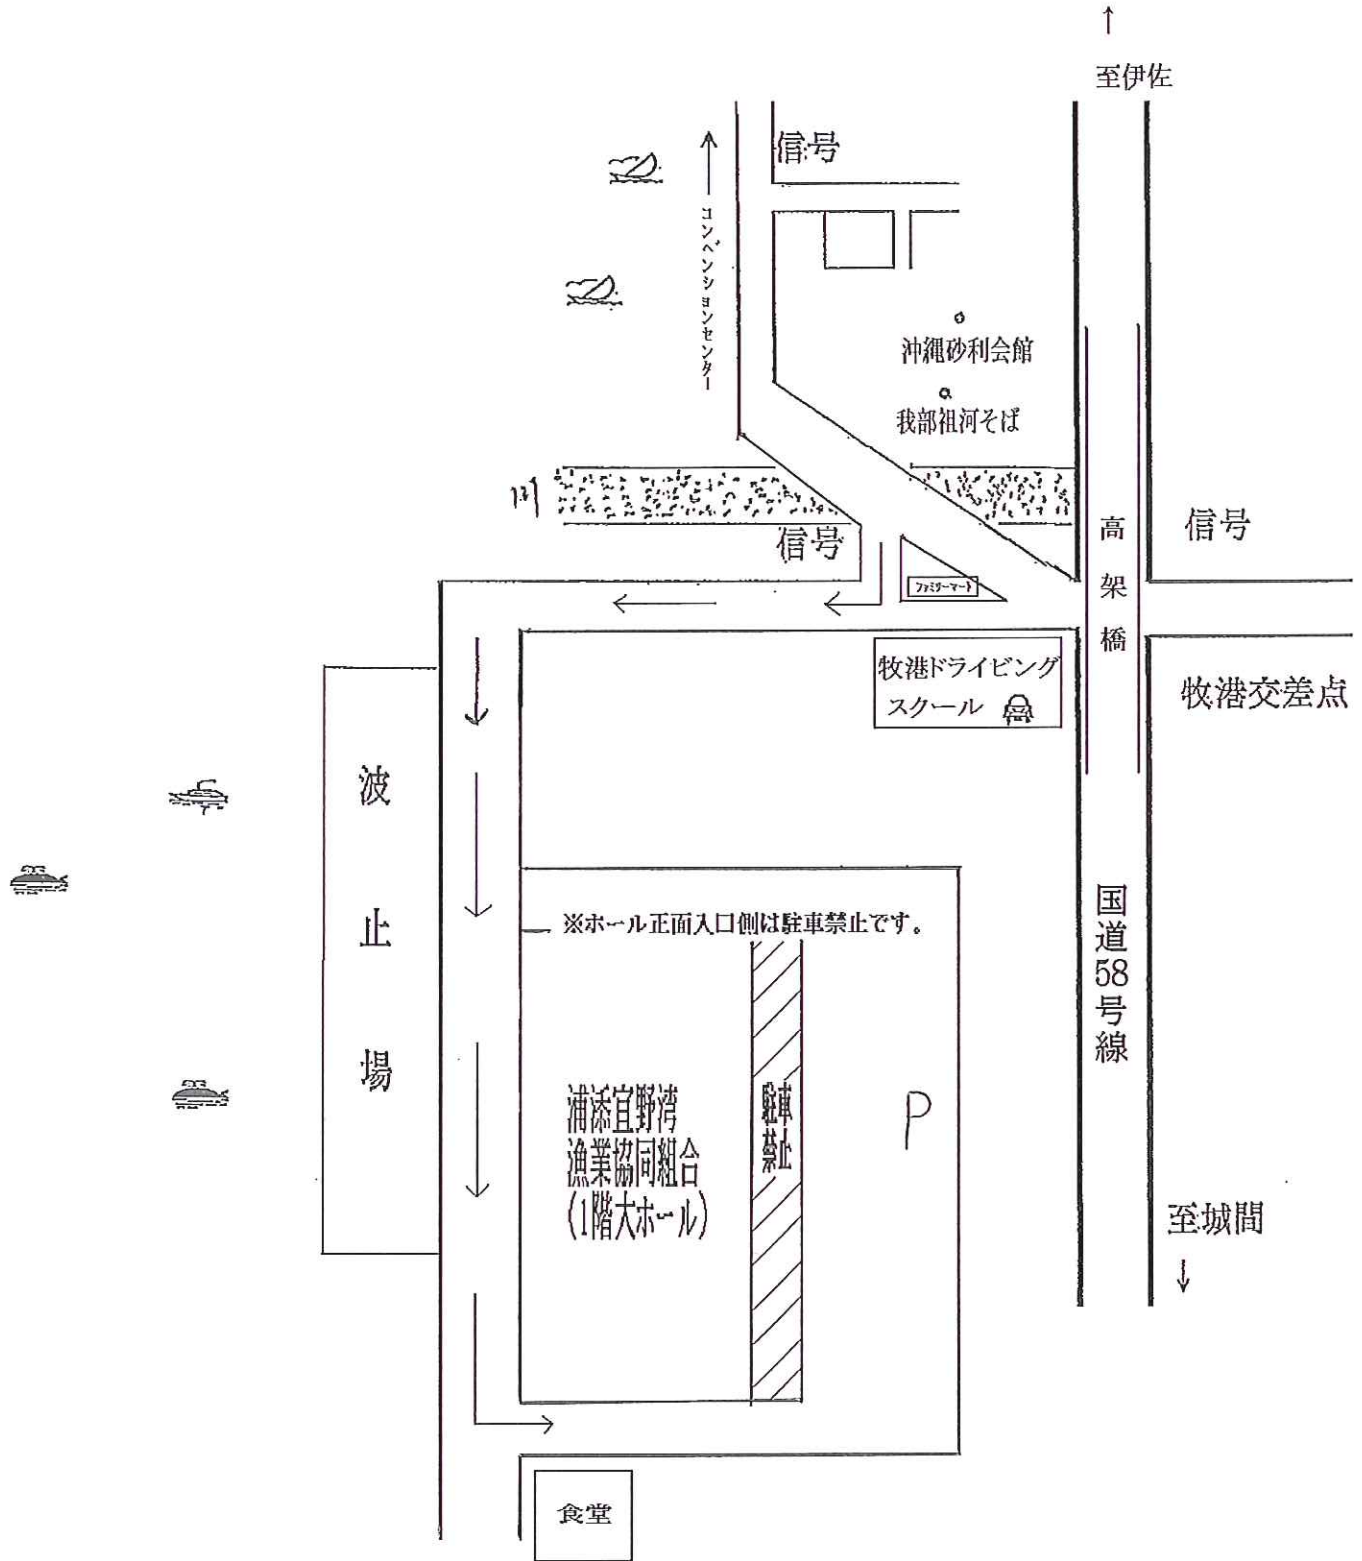 至伊佐
信号
コンベンションセンター
沖縄砂利会館
我部祖河そば
川
信号
高架橋
信号
ファミリーマート
牧港ドライビング
スクール
牧港交差点
波止場
国道58号線
※ホール正面入口側は駐車禁止です。
浦添宜野湾
漁業協同組合
(1階大ホール)
駐車
禁止
P
至城間
食堂